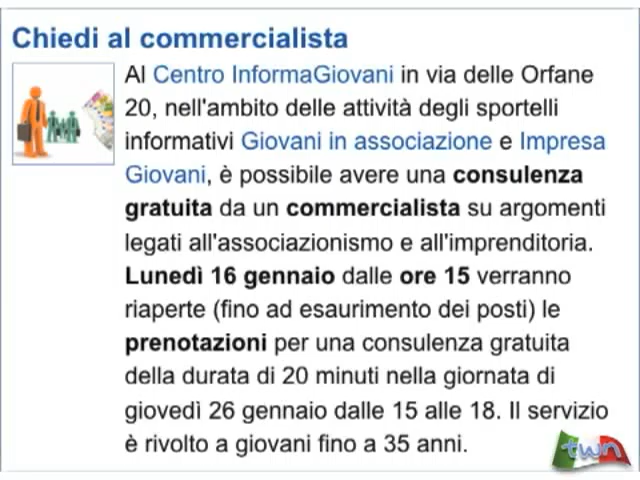 Chiedi al commercialista
Al Centro InformaGiovani in via delle Orfane
20, nell'ambito delle attività degli sportelli
informativi Giovani in associazione e Impresa
Giovani, è possibile avere una consulenza
gratuita da un commercialista su argomenti
legati all'associazionismo e all'imprenditoria.
Lunedì 16 gennaio dalle ore 15 verranno
riaperte (fino ad esaurimento dei posti) le
prenotazioni per una consulenza gratuita
della durata di 20 minuti nella giornata di
giovedì 26 gennaio dalle 15 alle 18. Il servizio
è rivolto a giovani fino a 35 anni.
twn